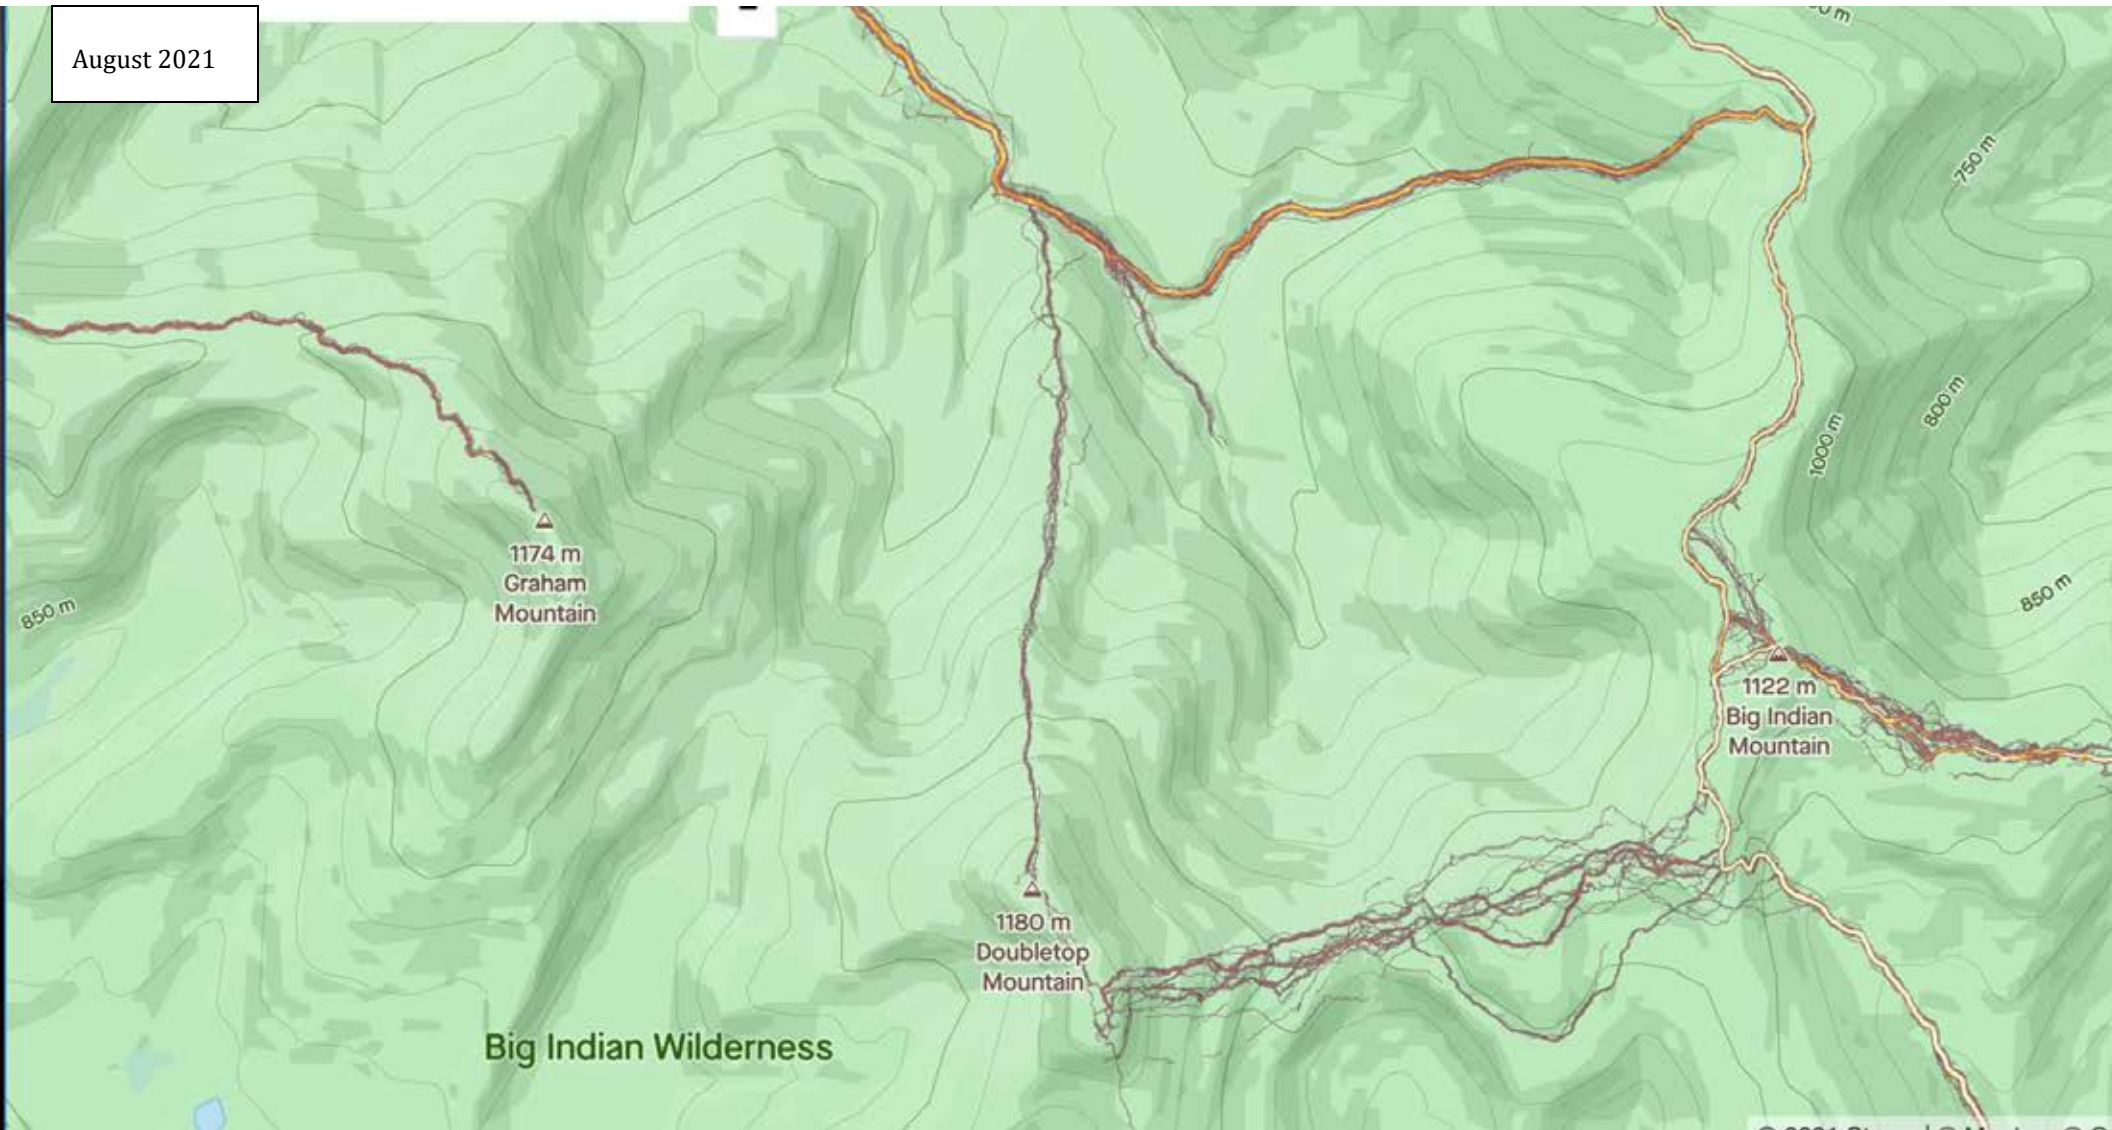 August 2021
750 m
1000 m
800 m
1174 m
Graham
Mountain
850 m
850 m
1122 m
Big Indian
Mountain
1180 m
Doubletop
Mountain
Big Indian Wilderness